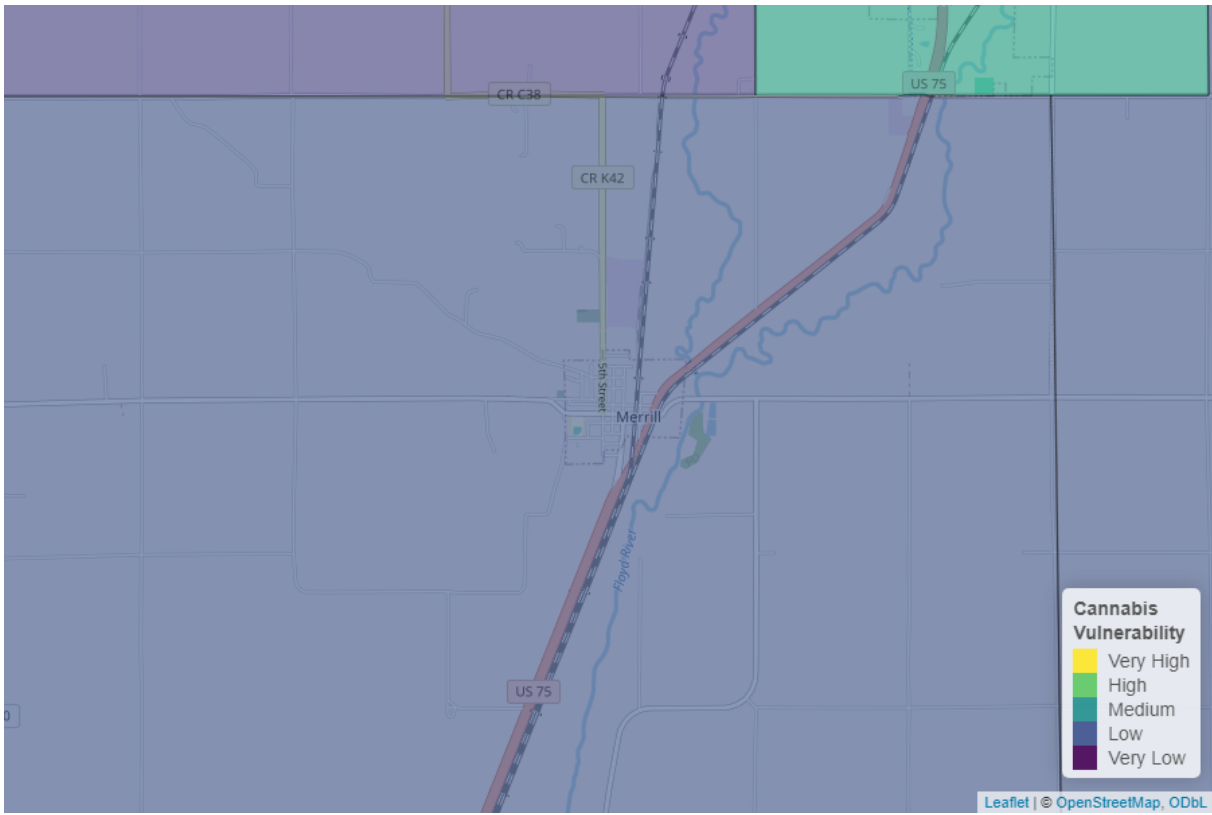 US 75
CR C38
CR K42
5th Street
Merrill
Floyd River
US 75
0
Cannabis
Vulnerability
Very High
High
Medium
Low
Very Low
Leaflet | © OpenStreetMap, ODbL